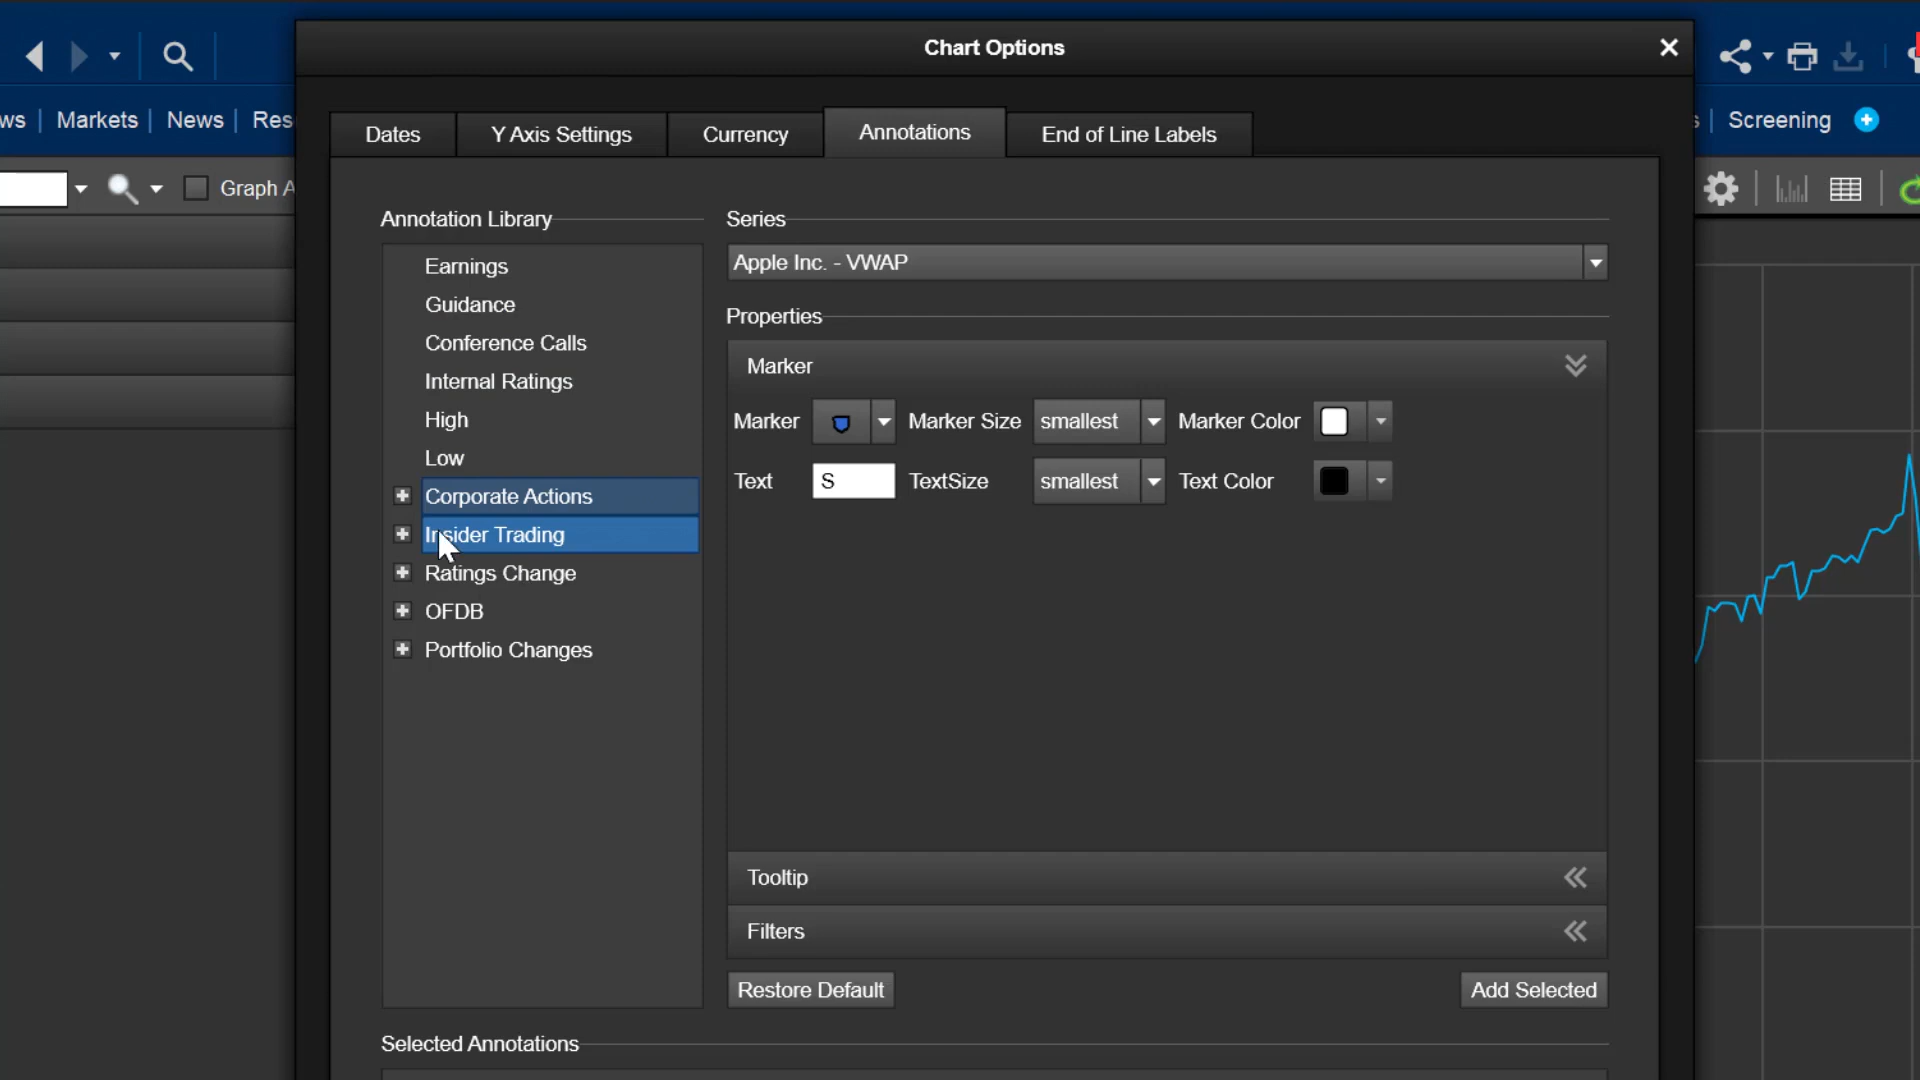 Chart Options
ws | Markets | News | Res
Screening
Graph A
Dates
Y Axis Settings
Currency
Annotations
End of Line Labels
Annotation Library
Earnings
Guidance
Conference Calls
Internal Ratings
High
Low
Corporate Actions
Insider Trading
Ratings Change
OFDB
Portfolio Changes
Series
Apple Inc. - VWAP
Properties
Marker
Marker
Marker Size
smallest
Marker Color
Text
S
TextSize
smallest
Text Color
Tooltip
Filters
Restore Default
Add Selected
Selected Annotations